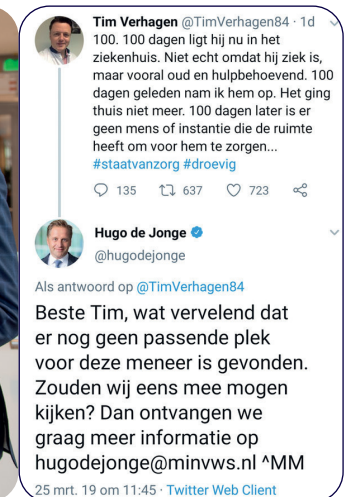 Tim Verhagen @TimVerhagen84 · 1d
100. 100 dagen ligt hij nu in het
ziekenhuis. Niet echt omdat hij ziek is,
maar vooral oud en hulpbehoevend. 100
dagen geleden nam ik hem op. Het ging
thuis niet meer. 100 dagen later is er
geen mens of instantie die de ruimte
heeft om voor hem te zorgen...
#staatvanzorg #droevig
135 637 723
Hugo de Jonge
@hugodejonge
Als antwoord op @TimVerhagen84
Beste Tim, wat vervelend dat
er nog geen passende plek
voor deze meneer is gevonden.
Zouden wij eens mee mogen
kijken? Dan ontvangen we
graag meer informatie op
hugodejonge@minvws.nl ^MM
25 mrt. 19 om 11:45 · Twitter Web Client